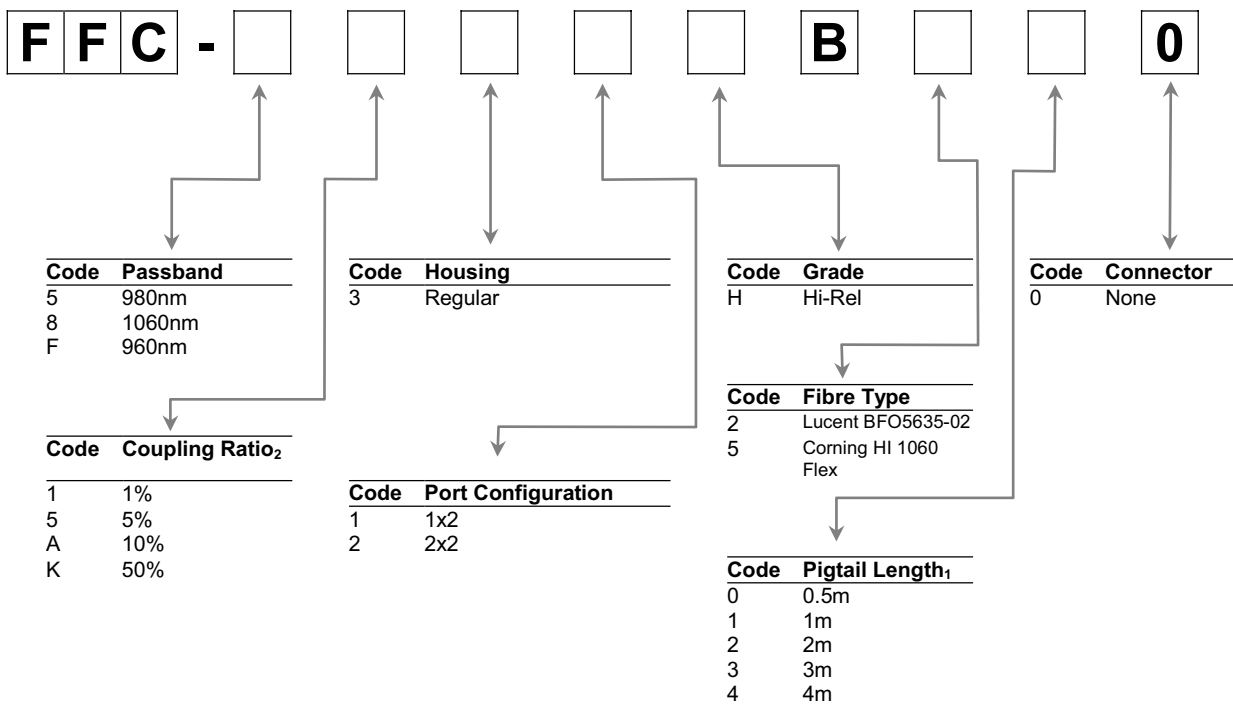 F F C - B 0
Code Passband
5 980nm
8 1060nm
F 960nm
Code Housing
3 Regular
Code Grade
H Hi-Rel
Code Connector
0 None
Code Fibre Type
2 Lucent BFO5635-02
5 Corning HI 1060
Flex
Code Coupling Ratio₂
1 1%
5 5%
A 10%
K 50%
Code Port Configuration
1 1x2
2 2x2
Code Pigtail Length₁
0 0.5m
1 1m
2 2m
3 3m
4 4m